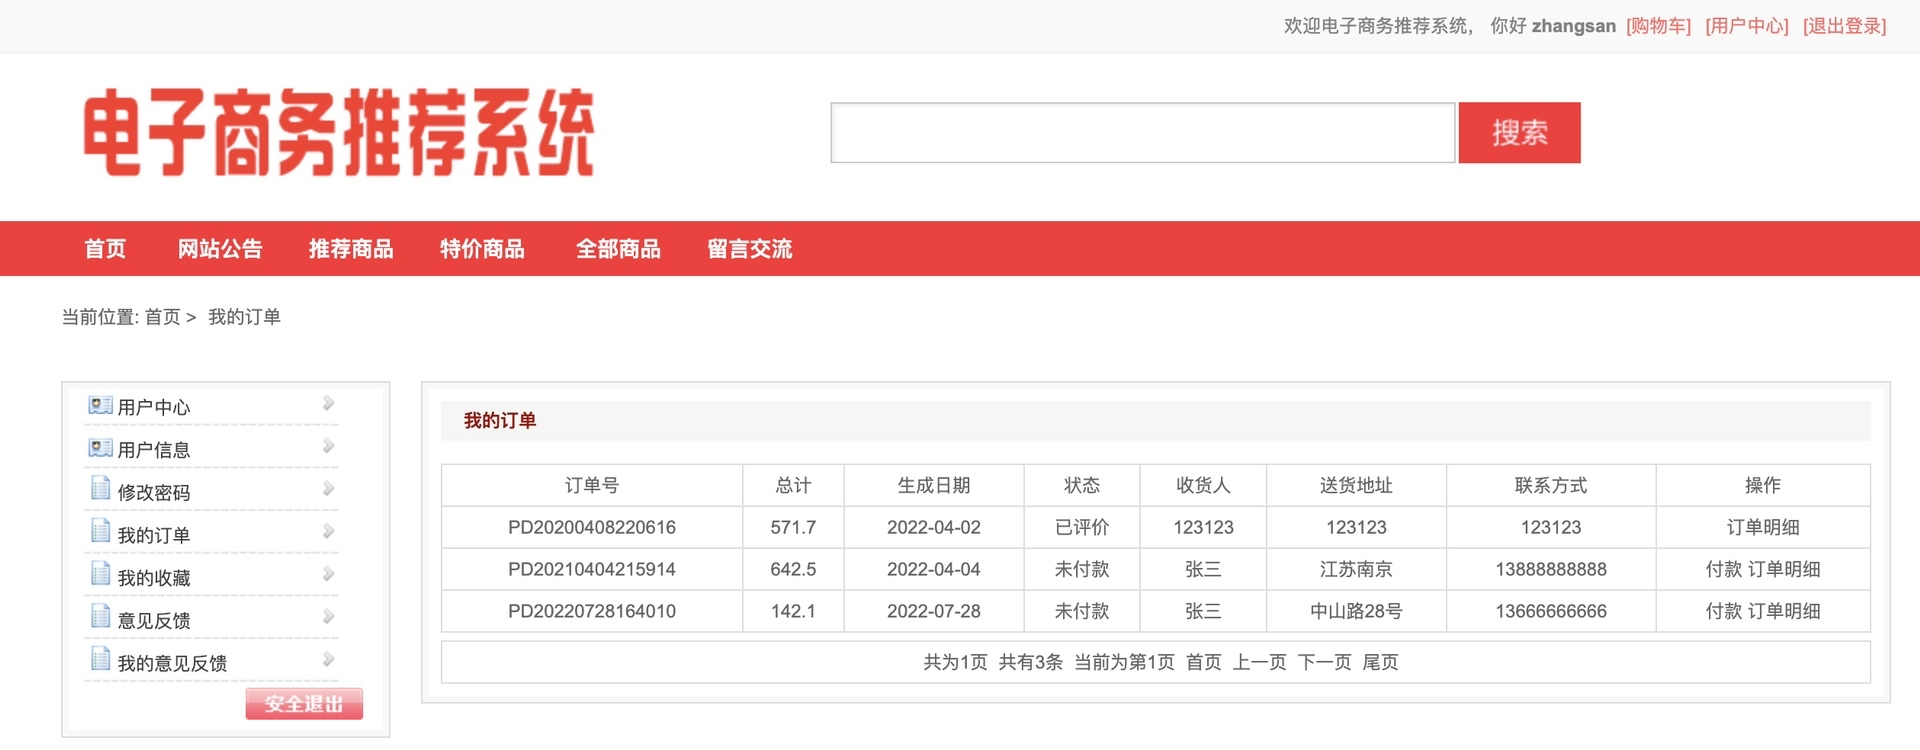 欢迎电子商务推荐系统， 你好 zhangsan [购物车] [用户中心] [退出登录]
电子商务推荐系统
搜索
首页 网站公告 推荐商品 特价商品 全部商品 留言交流
当前位置: 首页 > 我的订单
用户中心
用户信息
修改密码
我的订单
我的收藏
意见反馈
我的意见反馈
安全退出
我的订单
订单号 总计 生成日期 状态 收货人 送货地址 联系方式 操作
PD20200408220616 571.7 2022-04-02 已评价 123123 123123 123123 订单明细
PD20210404215914 642.5 2022-04-04 未付款 张三 江苏南京 13888888888 付款 订单明细
PD20220728164010 142.1 2022-07-28 未付款 张三 中山路28号 13666666666 付款 订单明细
共为1页 共有3条 当前为第1页 首页 上一页 下一页 尾页